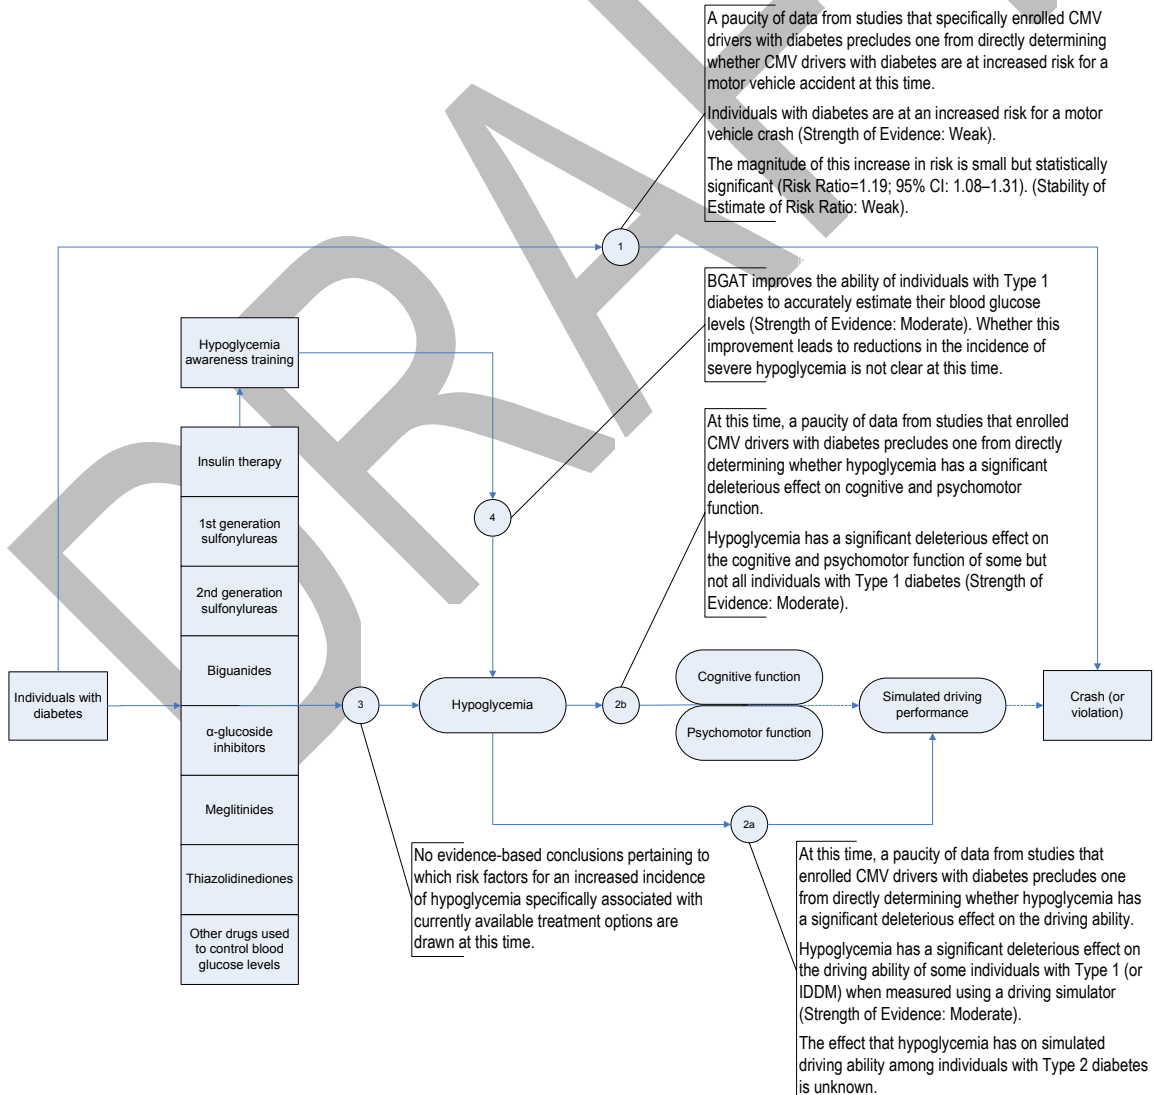 A paucity of data from studies that specifically enrolled CMV
drivers with diabetes precludes one from directly determining
whether CMV drivers with diabetes are at increased risk for a
motor vehicle accident at this time.
Individuals with diabetes are at an increased risk for a motor
vehicle crash (Strength of Evidence: Weak).
The magnitude of this increase in risk is small but statistically
significant (Risk Ratio=1.19; 95% CI: 1.08–1.31). (Stability of
Estimate of Risk Ratio: Weak).
1
BGAT improves the ability of individuals with Type 1
diabetes to accurately estimate their blood glucose
levels (Strength of Evidence: Moderate). Whether this
improvement leads to reductions in the incidence of
severe hypoglycemia is not clear at this time.
Hypoglycemia
awareness training
At this time, a paucity of data from studies that enrolled
CMV drivers with diabetes precludes one from directly
determining whether hypoglycemia has a significant
deleterious effect on cognitive and psychomotor
function.
Hypoglycemia has a significant deleterious effect on
the cognitive and psychomotor function of some but
not all individuals with Type 1 diabetes (Strength of
Evidence: Moderate).
Insulin therapy
1st generation
sulfonylureas
4
2nd generation
sulfonylureas
Biguanides
α-glucoside
inhibitors
Meglitinides
Thiazolidinediones
Other drugs used
to control blood
glucose levels
Individuals with
diabetes
3
Hypoglycemia
2b
Cognitive function
Psychomotor function
Simulated driving
performance
Crash (or
violation)
2a
No evidence-based conclusions pertaining to
which risk factors for an increased incidence
of hypoglycemia specifically associated with
currently available treatment options are
drawn at this time.
At this time, a paucity of data from studies that
enrolled CMV drivers with diabetes precludes one
from directly determining whether hypoglycemia has
a significant deleterious effect on the driving ability.
Hypoglycemia has a significant deleterious effect on
the driving ability of some individuals with Type 1 (or
IDDM) when measured using a driving simulator
(Strength of Evidence: Moderate).
The effect that hypoglycemia has on simulated
driving ability among individuals with Type 2 diabetes
is unknown.